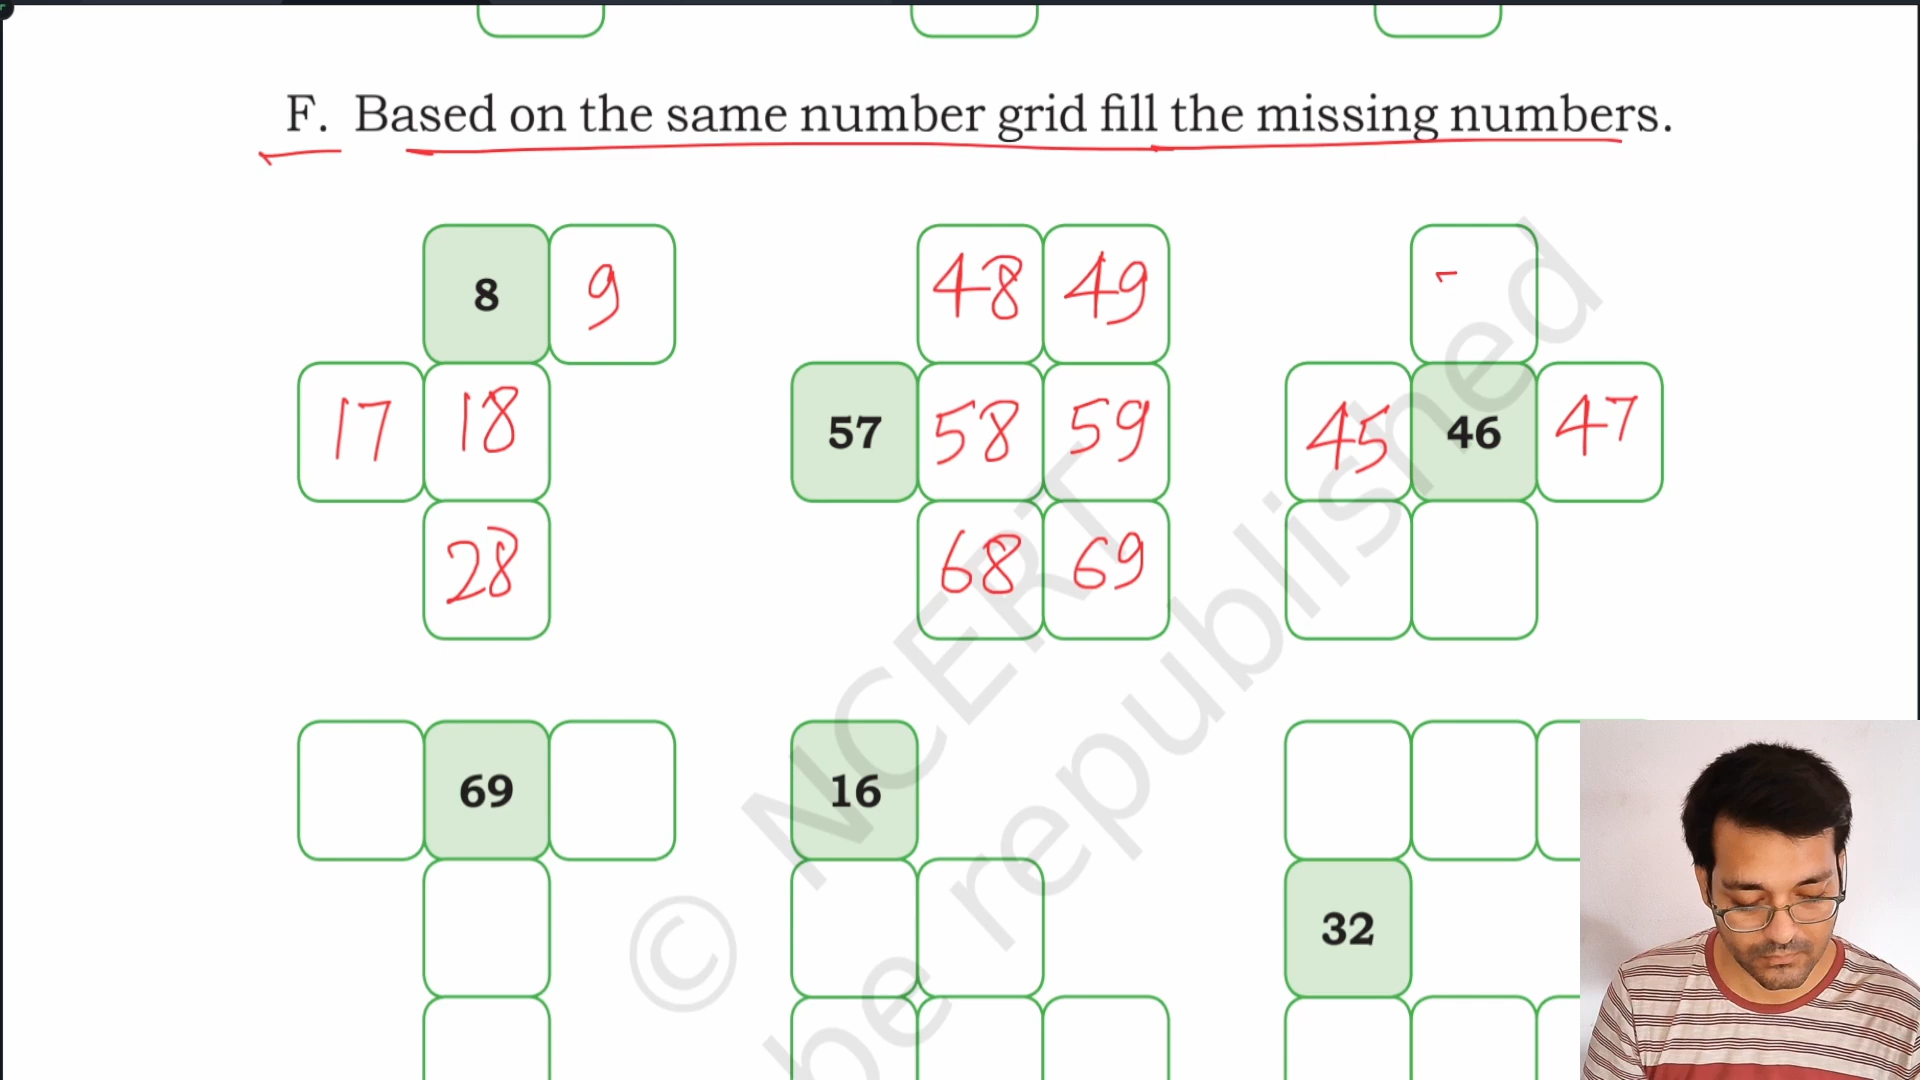 F. Based on the same number grid fill the missing numbers.
8 9
48 49
17 18
57 58 59
45 46 47
28
68 69
69
16
32
© NCERT
be republished